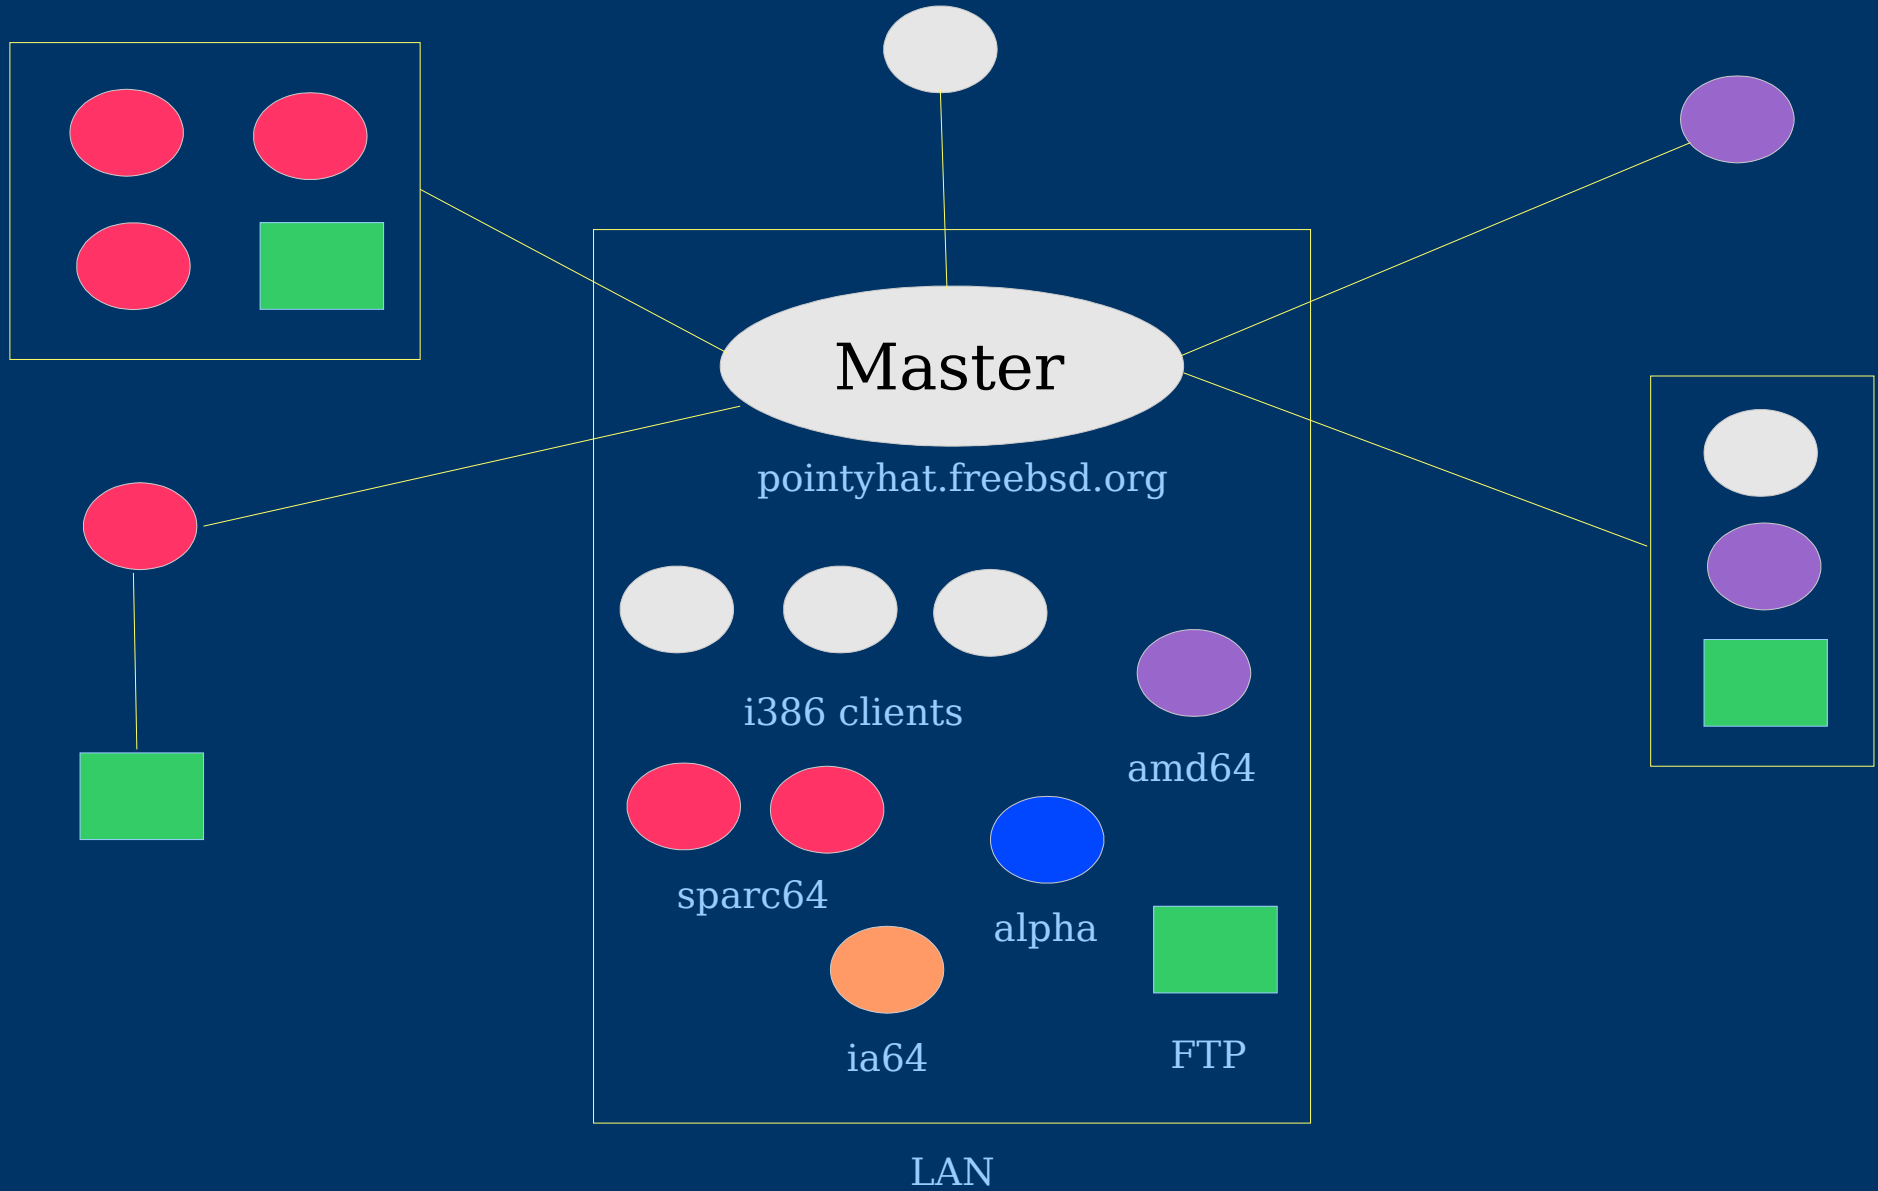 Master
pointyhat.freebsd.org
i386 clients
amd64
sparc64
alpha
ia64
FTP
LAN